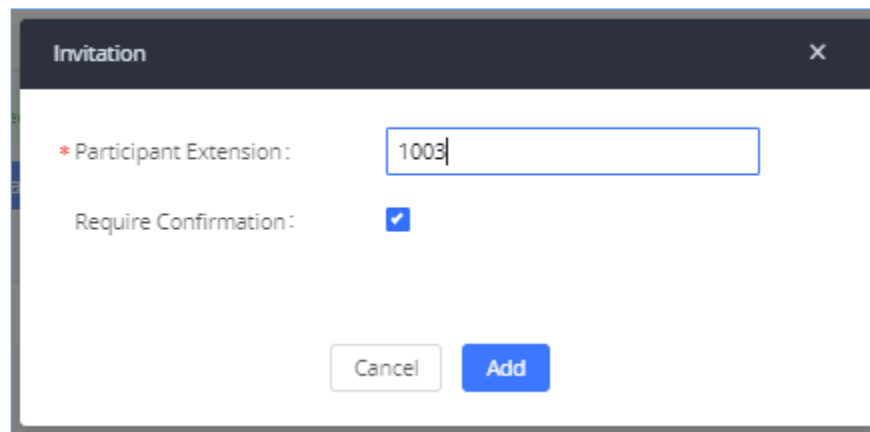 Invitation
* Participant Extension: 1003
Require Confirmation:
Cancel Add